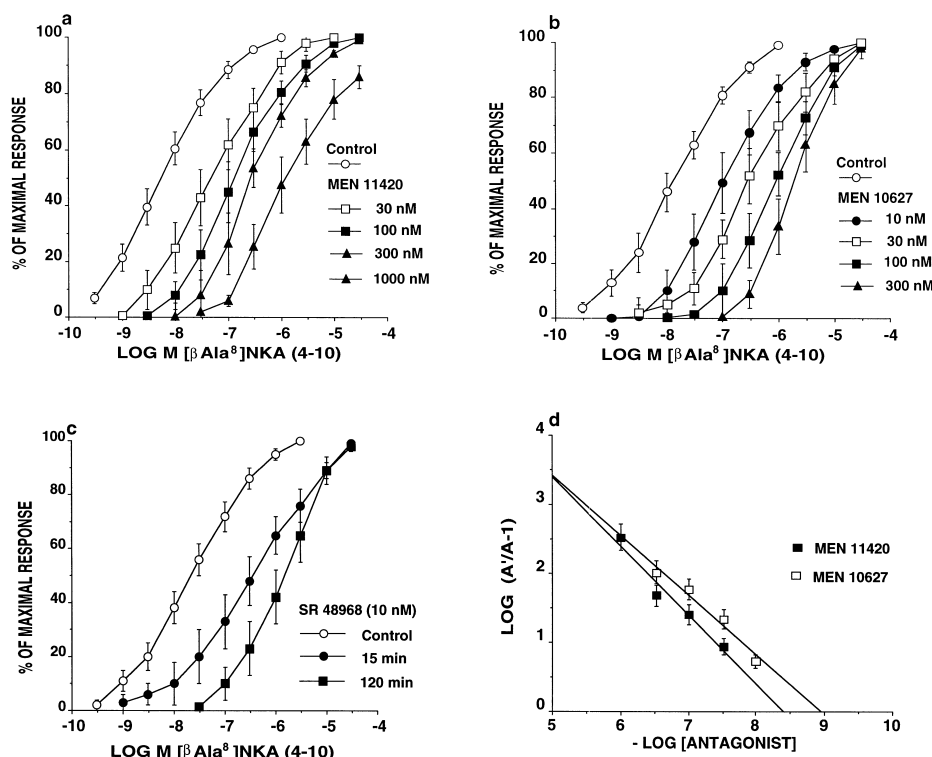 a
% OF MAXIMAL RESPONSE
100
80
60
40
20
0
-10 -9 -8 -7 -6 -5 -4
LOG M [βAla⁸]NKA (4-10)
Control
MEN 11420
30 nM
100 nM
300 nM
1000 nM
b
% OF MAXIMAL RESPONSE
100
80
60
40
20
0
-10 -9 -8 -7 -6 -5 -4
LOG M [βAla⁸]NKA (4-10)
Control
MEN 10627
10 nM
30 nM
100 nM
300 nM
c
% OF MAXIMAL RESPONSE
100
80
60
40
20
0
-10 -9 -8 -7 -6 -5 -4
LOG M [βAla⁸]NKA (4-10)
SR 48968 (10 nM)
Control
15 min
120 min
d
LOG (A'/A-1)
4
3
2
1
0
5 6 7 8 9 10
- LOG [ANTAGONIST]
MEN 11420
MEN 10627